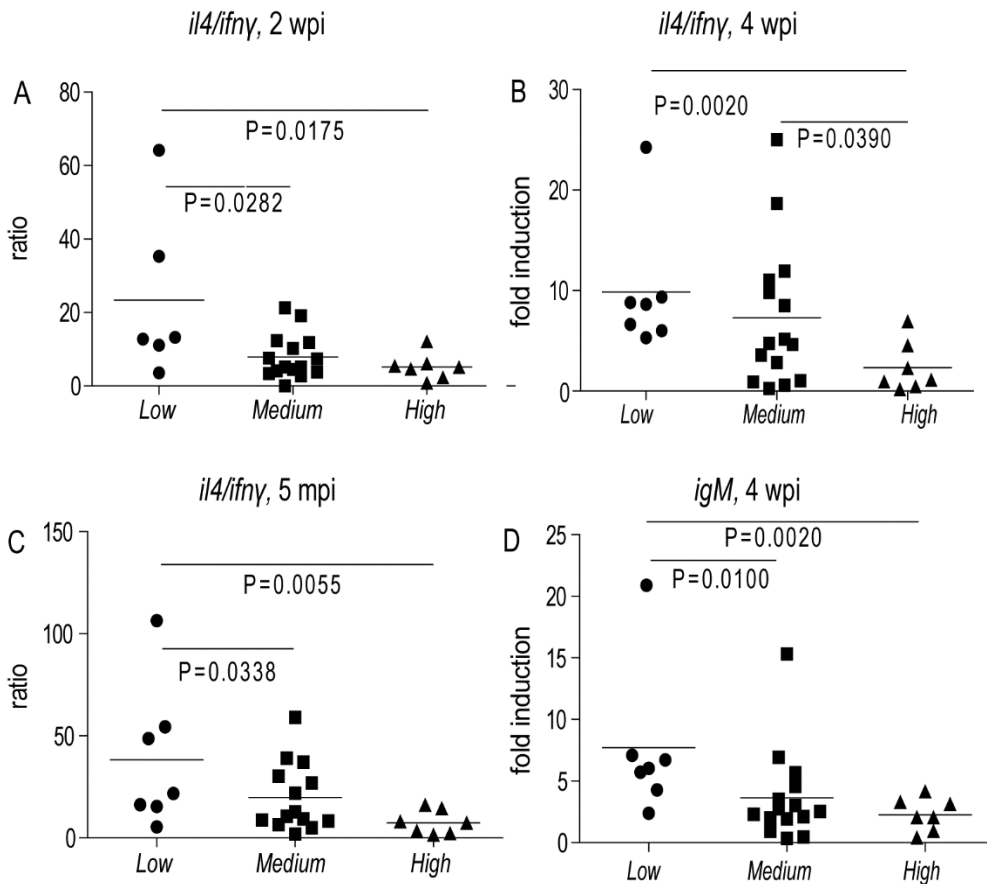 il4/ifnγ, 2 wpi
A
80
60
40
20
0
ratio
P=0.0175
P=0.0282
Low Medium High
il4/ifnγ, 4 wpi
B
30
20
10
0
fold induction
P=0.0020
P=0.0390
Low Medium High
il4/ifnγ, 5 mpi
C
150
100
50
0
ratio
P=0.0055
P=0.0338
Low Medium High
igM, 4 wpi
D
25
20
15
10
5
0
fold induction
P=0.0020
P=0.0100
Low Medium High